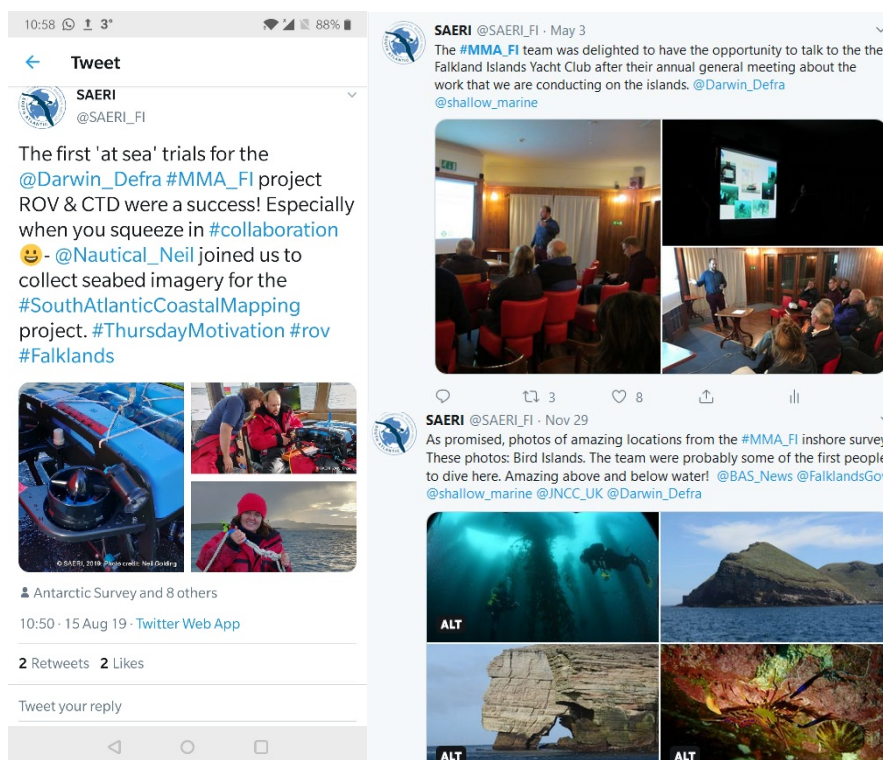 10:58 3° 88%
Tweet
SAERI
@SAERI_FI
The first 'at sea' trials for the
@Darwin_Defra #MMA_FI project
ROV & CTD were a success! Especially
when you squeeze in #collaboration
😀- @Nautical_Neil joined us to
collect seabed imagery for the
#SouthAtlanticCoastalMapping
project. #ThursdayMotivation #rov
#Falklands
Antarctic Survey and 8 others
10:50 · 15 Aug 19 · Twitter Web App
2 Retweets 2 Likes
Tweet your reply
SAERI @SAERI_FI · May 3
The #MMA_FI team was delighted to have the opportunity to talk to the the
Falkland Islands Yacht Club after their annual general meeting about the
work that we are conducting on the islands. @Darwin_Defra
@shallow_marine
3 8
SAERI @SAERI_FI · Nov 29
As promised, photos of amazing locations from the #MMA_FI inshore survey
These photos: Bird Islands. The team were probably some of the first people
to dive here. Amazing above and below water! @BAS_News @FalklandsGov
@shallow_marine @JNCC_UK @Darwin_Defra
ALT
ALT
ALT